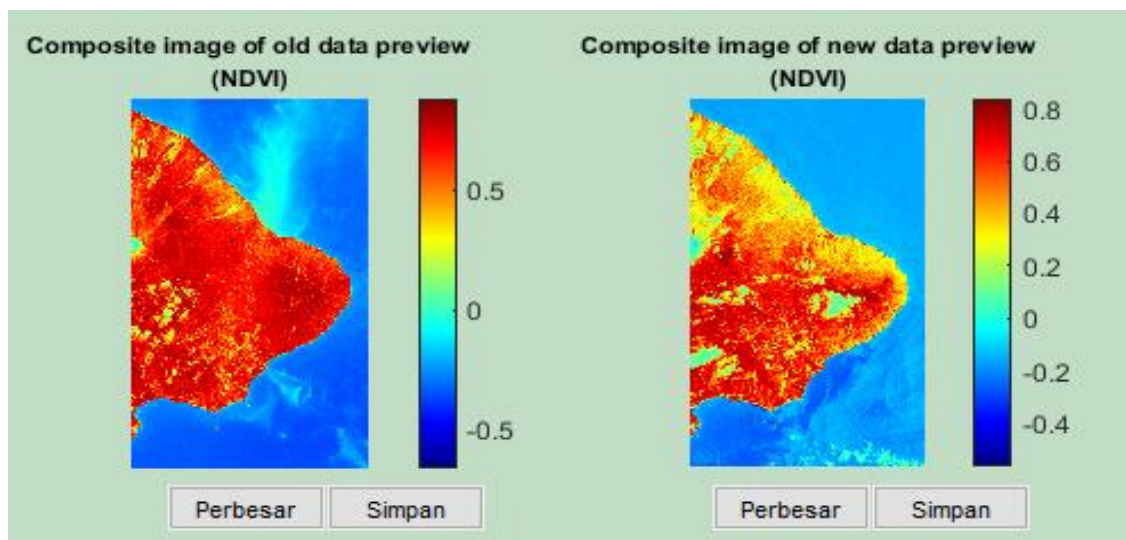 Composite image of old data preview
(NDVI)
0.5
0
-0.5
Perbesar
Simpan
Composite image of new data preview
(NDVI)
0.8
0.6
0.4
0.2
0
-0.2
-0.4
Perbesar
Simpan